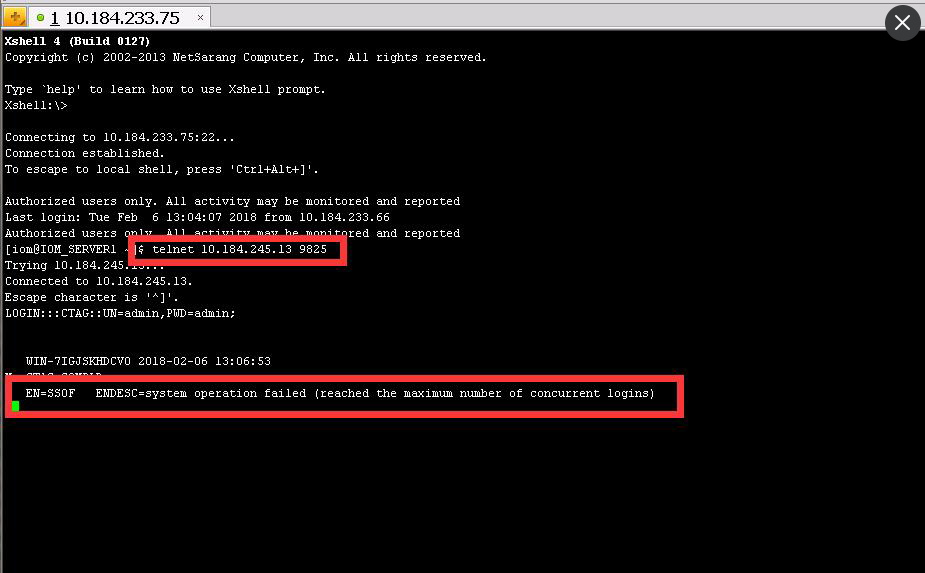 1 10.184.233.75
Xshell 4 (Build 0127)
Copyright (c) 2002-2013 NetSarang Computer, Inc. All rights reserved.
Type `help' to learn how to use Xshell prompt.
Xshell:\>
Connecting to 10.184.233.75:22...
Connection established.
To escape to local shell, press 'Ctrl+Alt+]'.
Authorized users only. All activity may be monitored and reported
Last login: Tue Feb  6 13:04:07 2018 from 10.184.233.66
Authorized users only. All activity may be monitored and reported
[iom@IOM_SERVER1 ~]$ telnet 10.184.245.13 9825
Trying 10.184.245.13...
Connected to 10.184.245.13.
Escape character is '^]'.
LOGIN:::CTAG::UN=admin,PWD=admin;
WIN-7IGJSKHDCVO 2018-02-06 13:06:53
EN=SSOF   ENDESC=system operation failed (reached the maximum number of concurrent logins)